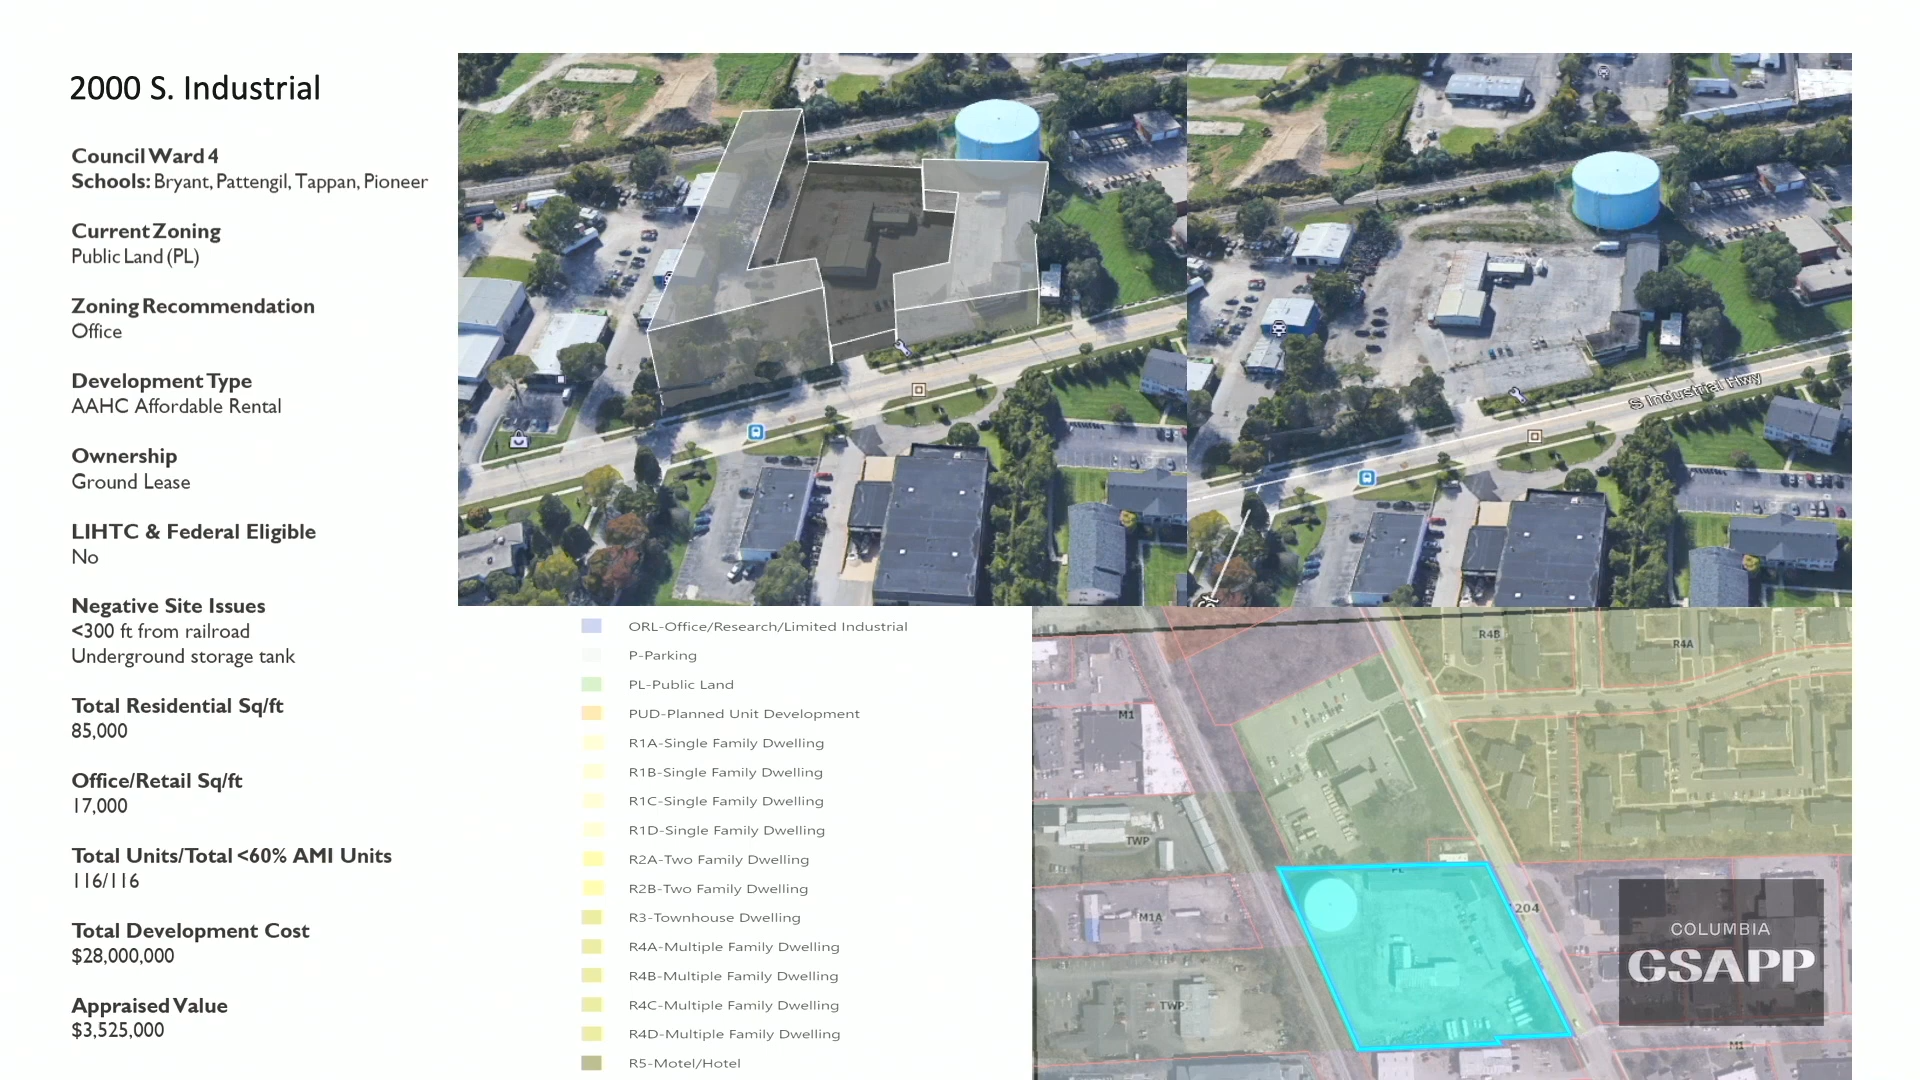 2000 S. Industrial
Council Ward 4
Schools: Bryant, Pattengil, Tappan, Pioneer
Current Zoning
Public Land (PL)
Zoning Recommendation
Office
Development Type
AAHC Affordable Rental
Ownership
Ground Lease
LIHTC & Federal Eligible
No
Negative Site Issues
<300 ft from railroad
Underground storage tank
Total Residential Sq/ft
85,000
Office/Retail Sq/ft
17,000
Total Units/Total <60% AMI Units
116/116
Total Development Cost
$28,000,000
Appraised Value
$3,525,000
S Industrial Hwy
st
ORL-Office/Research/Limited Industrial
P-Parking
PL-Public Land
PUD-Planned Unit Development
R1A-Single Family Dwelling
R1B-Single Family Dwelling
R1C-Single Family Dwelling
R1D-Single Family Dwelling
R2A-Two Family Dwelling
R2B-Two Family Dwelling
R3-Townhouse Dwelling
R4A-Multiple Family Dwelling
R4B-Multiple Family Dwelling
R4C-Multiple Family Dwelling
R4D-Multiple Family Dwelling
R5-Motel/Hotel
R4B
R4A
M1
TWP
PL
M1A
204
TWP
M1
COLUMBIA
GSAPP